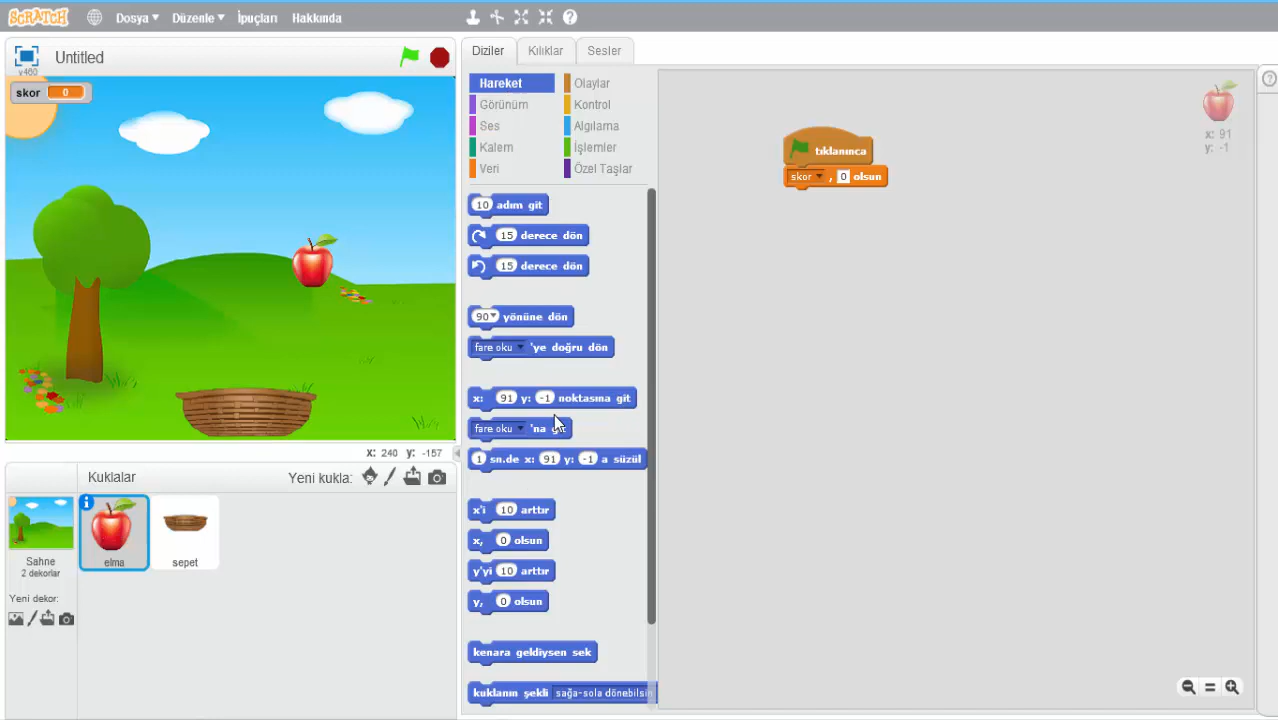 SCRATCH Dosya Düzenle İpuçları Hakkında
Untitled
v460
skor 0
x: 240 y: -157
Kuklalar Yeni kukla:
Sahne
2 dekorlar
Yeni dekor:
elma
sepet
Diziler Kılıklar Sesler
Hareket Olaylar
Görünüm Kontrol
Ses Algılama
Kalem İşlemler
Veri Özel Taşlar
10 adım git
15 derece dön
15 derece dön
90 yönüne dön
fare oku 'ye doğru dön
x: 91 y: -1 noktasına git
fare oku 'na git
1 sn.de x: 91 y: -1 a süzül
x'i 10 arttır
x, 0 olsun
y'yi 10 arttır
y, 0 olsun
kenara geldiysen sek
kuklanın şekli sağa-sola dönebilsin
tıklanınca
skor , 0 olsun
x: 91
y: -1